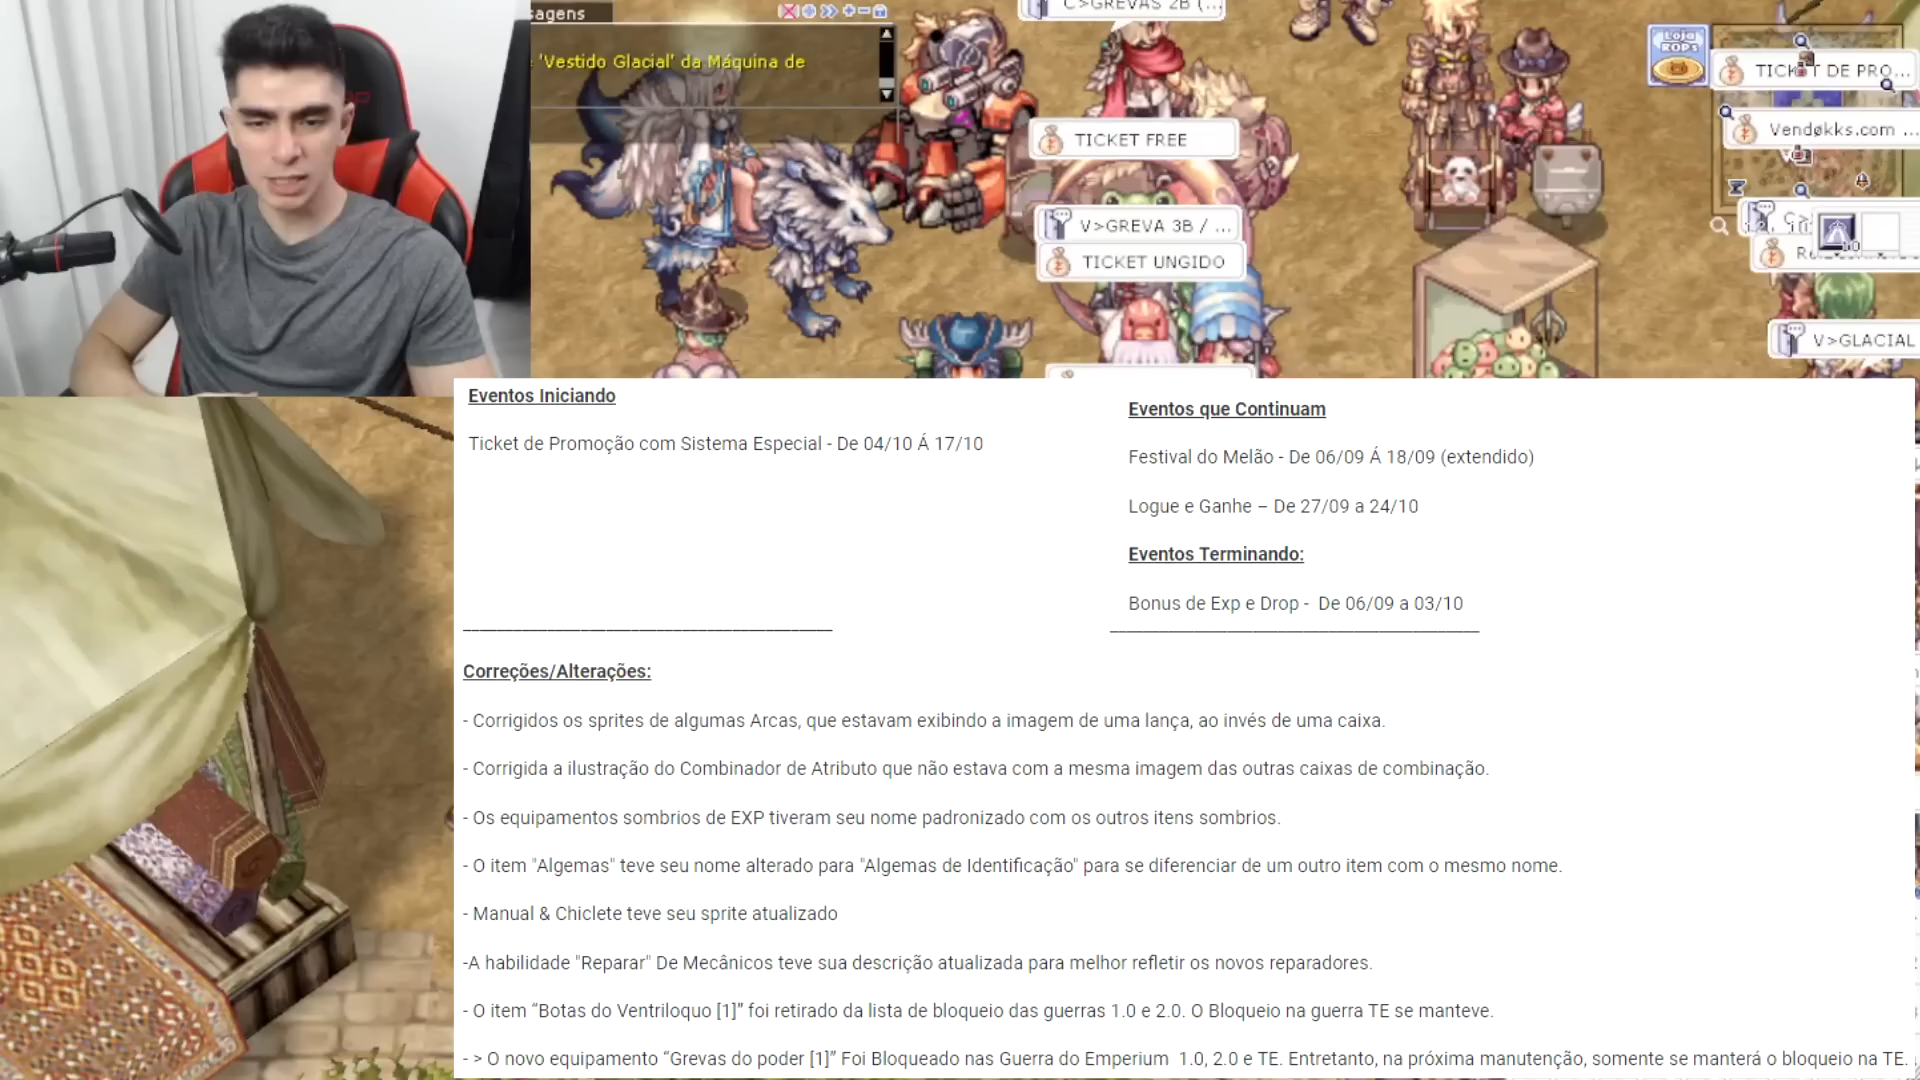 sagens
'Vestido Glacial' da Máquina de
C>GREVAS 2B (...
TICKET FREE
V>GREVA 3B / ...
TICKET UNGIDO
Loja
ROPs
TICKET DE PRO...
Vendøkks.com ...
10
V>GLACIAL
Eventos Iniciando
Ticket de Promoção com Sistema Especial - De 04/10 Á 17/10
Eventos que Continuam
Festival do Melão - De 06/09 Á 18/09 (extendido)
Logue e Ganhe – De 27/09 a 24/10
Eventos Terminando:
Bonus de Exp e Drop - De 06/09 a 03/10
Correções/Alterações:
- Corrigidos os sprites de algumas Arcas, que estavam exibindo a imagem de uma lança, ao invés de uma caixa.
- Corrigida a ilustração do Combinador de Atributo que não estava com a mesma imagem das outras caixas de combinação.
- Os equipamentos sombrios de EXP tiveram seu nome padronizado com os outros itens sombrios.
- O item "Algemas" teve seu nome alterado para "Algemas de Identificação" para se diferenciar de um outro item com o mesmo nome.
- Manual & Chiclete teve seu sprite atualizado
-A habilidade "Reparar" De Mecânicos teve sua descrição atualizada para melhor refletir os novos reparadores.
- O item “Botas do Ventriloquo [1]” foi retirado da lista de bloqueio das guerras 1.0 e 2.0. O Bloqueio na guerra TE se manteve.
- > O novo equipamento “Grevas do poder [1]” Foi Bloqueado nas Guerra do Emperium 1.0, 2.0 e TE. Entretanto, na próxima manutenção, somente se manterá o bloqueio na TE.